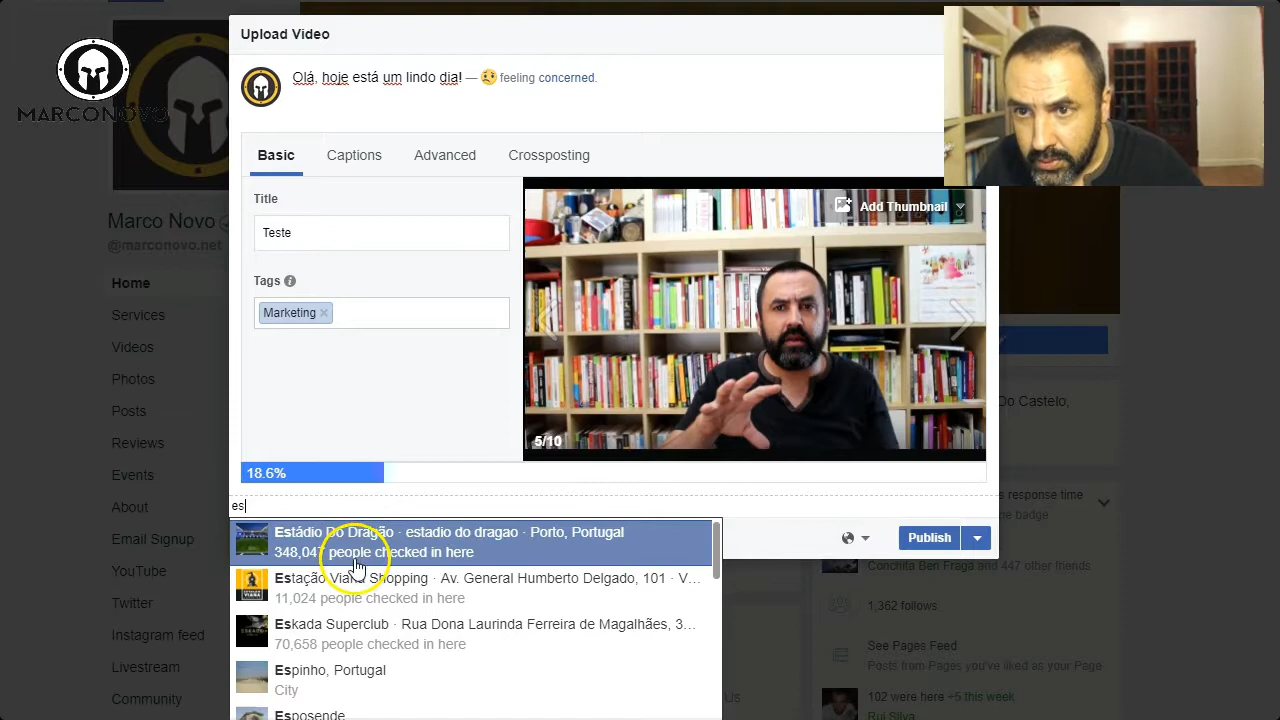 Upload Video
MARCONOVO
Olá, hoje está um lindo dia! — feeling concerned.
Basic
Captions
Advanced
Crossposting
Title
Teste
Tags
Marketing
Add Thumbnail
5/10
18.6%
es
Estádio Do Dragão · estadio do dragao · Porto, Portugal
348,047 people checked in here
Estação Viana Shopping · Av. General Humberto Delgado, 101 · V...
11,024 people checked in here
Eskada Superclub · Rua Dona Laurinda Ferreira de Magalhães, 3...
70,658 people checked in here
Espinho, Portugal
City
Esposende
Publish
Marco Novo
@marconovo.net
Home
Services
Videos
Photos
Posts
Reviews
Events
About
Email Signup
YouTube
Twitter
Instagram feed
Livestream
Community
Do Castelo,
s response time
e badge
Conchita Ben Fraga and 447 other friends
1,362 follows
See Pages Feed
Posts from Pages you've liked as your Page
102 were here +5 this week
Rui Silva